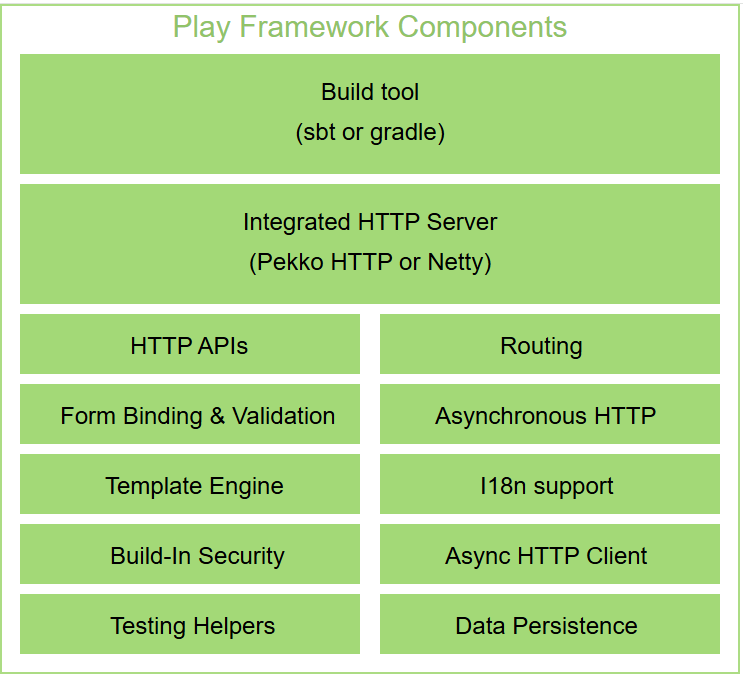 Play Framework Components
Build tool
(sbt or gradle)
Integrated HTTP Server
(Pekko HTTP or Netty)
HTTP APIs
Routing
Form Binding & Validation
Asynchronous HTTP
Template Engine
I18n support
Build-In Security
Async HTTP Client
Testing Helpers
Data Persistence